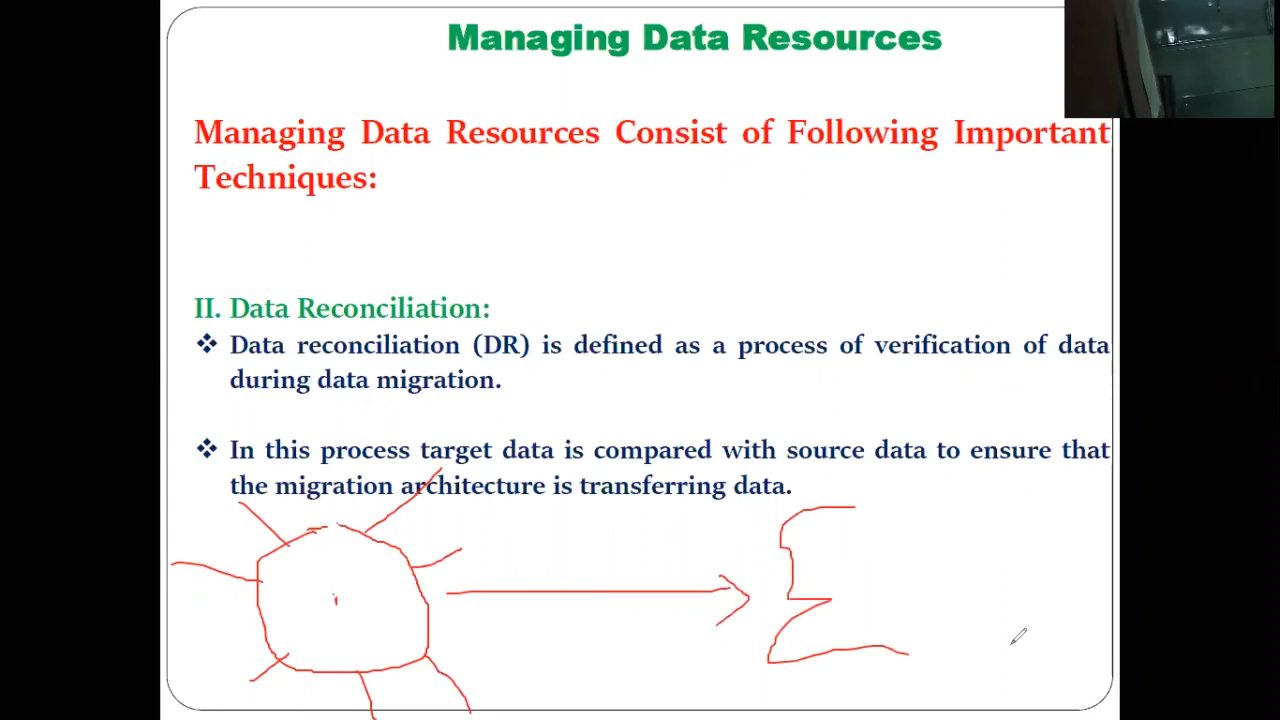 Managing Data Resources
Managing Data Resources Consist of Following Important
Techniques:
II. Data Reconciliation:
❖ Data reconciliation (DR) is defined as a process of verification of data
during data migration.
❖ In this process target data is compared with source data to ensure that
the migration architecture is transferring data.